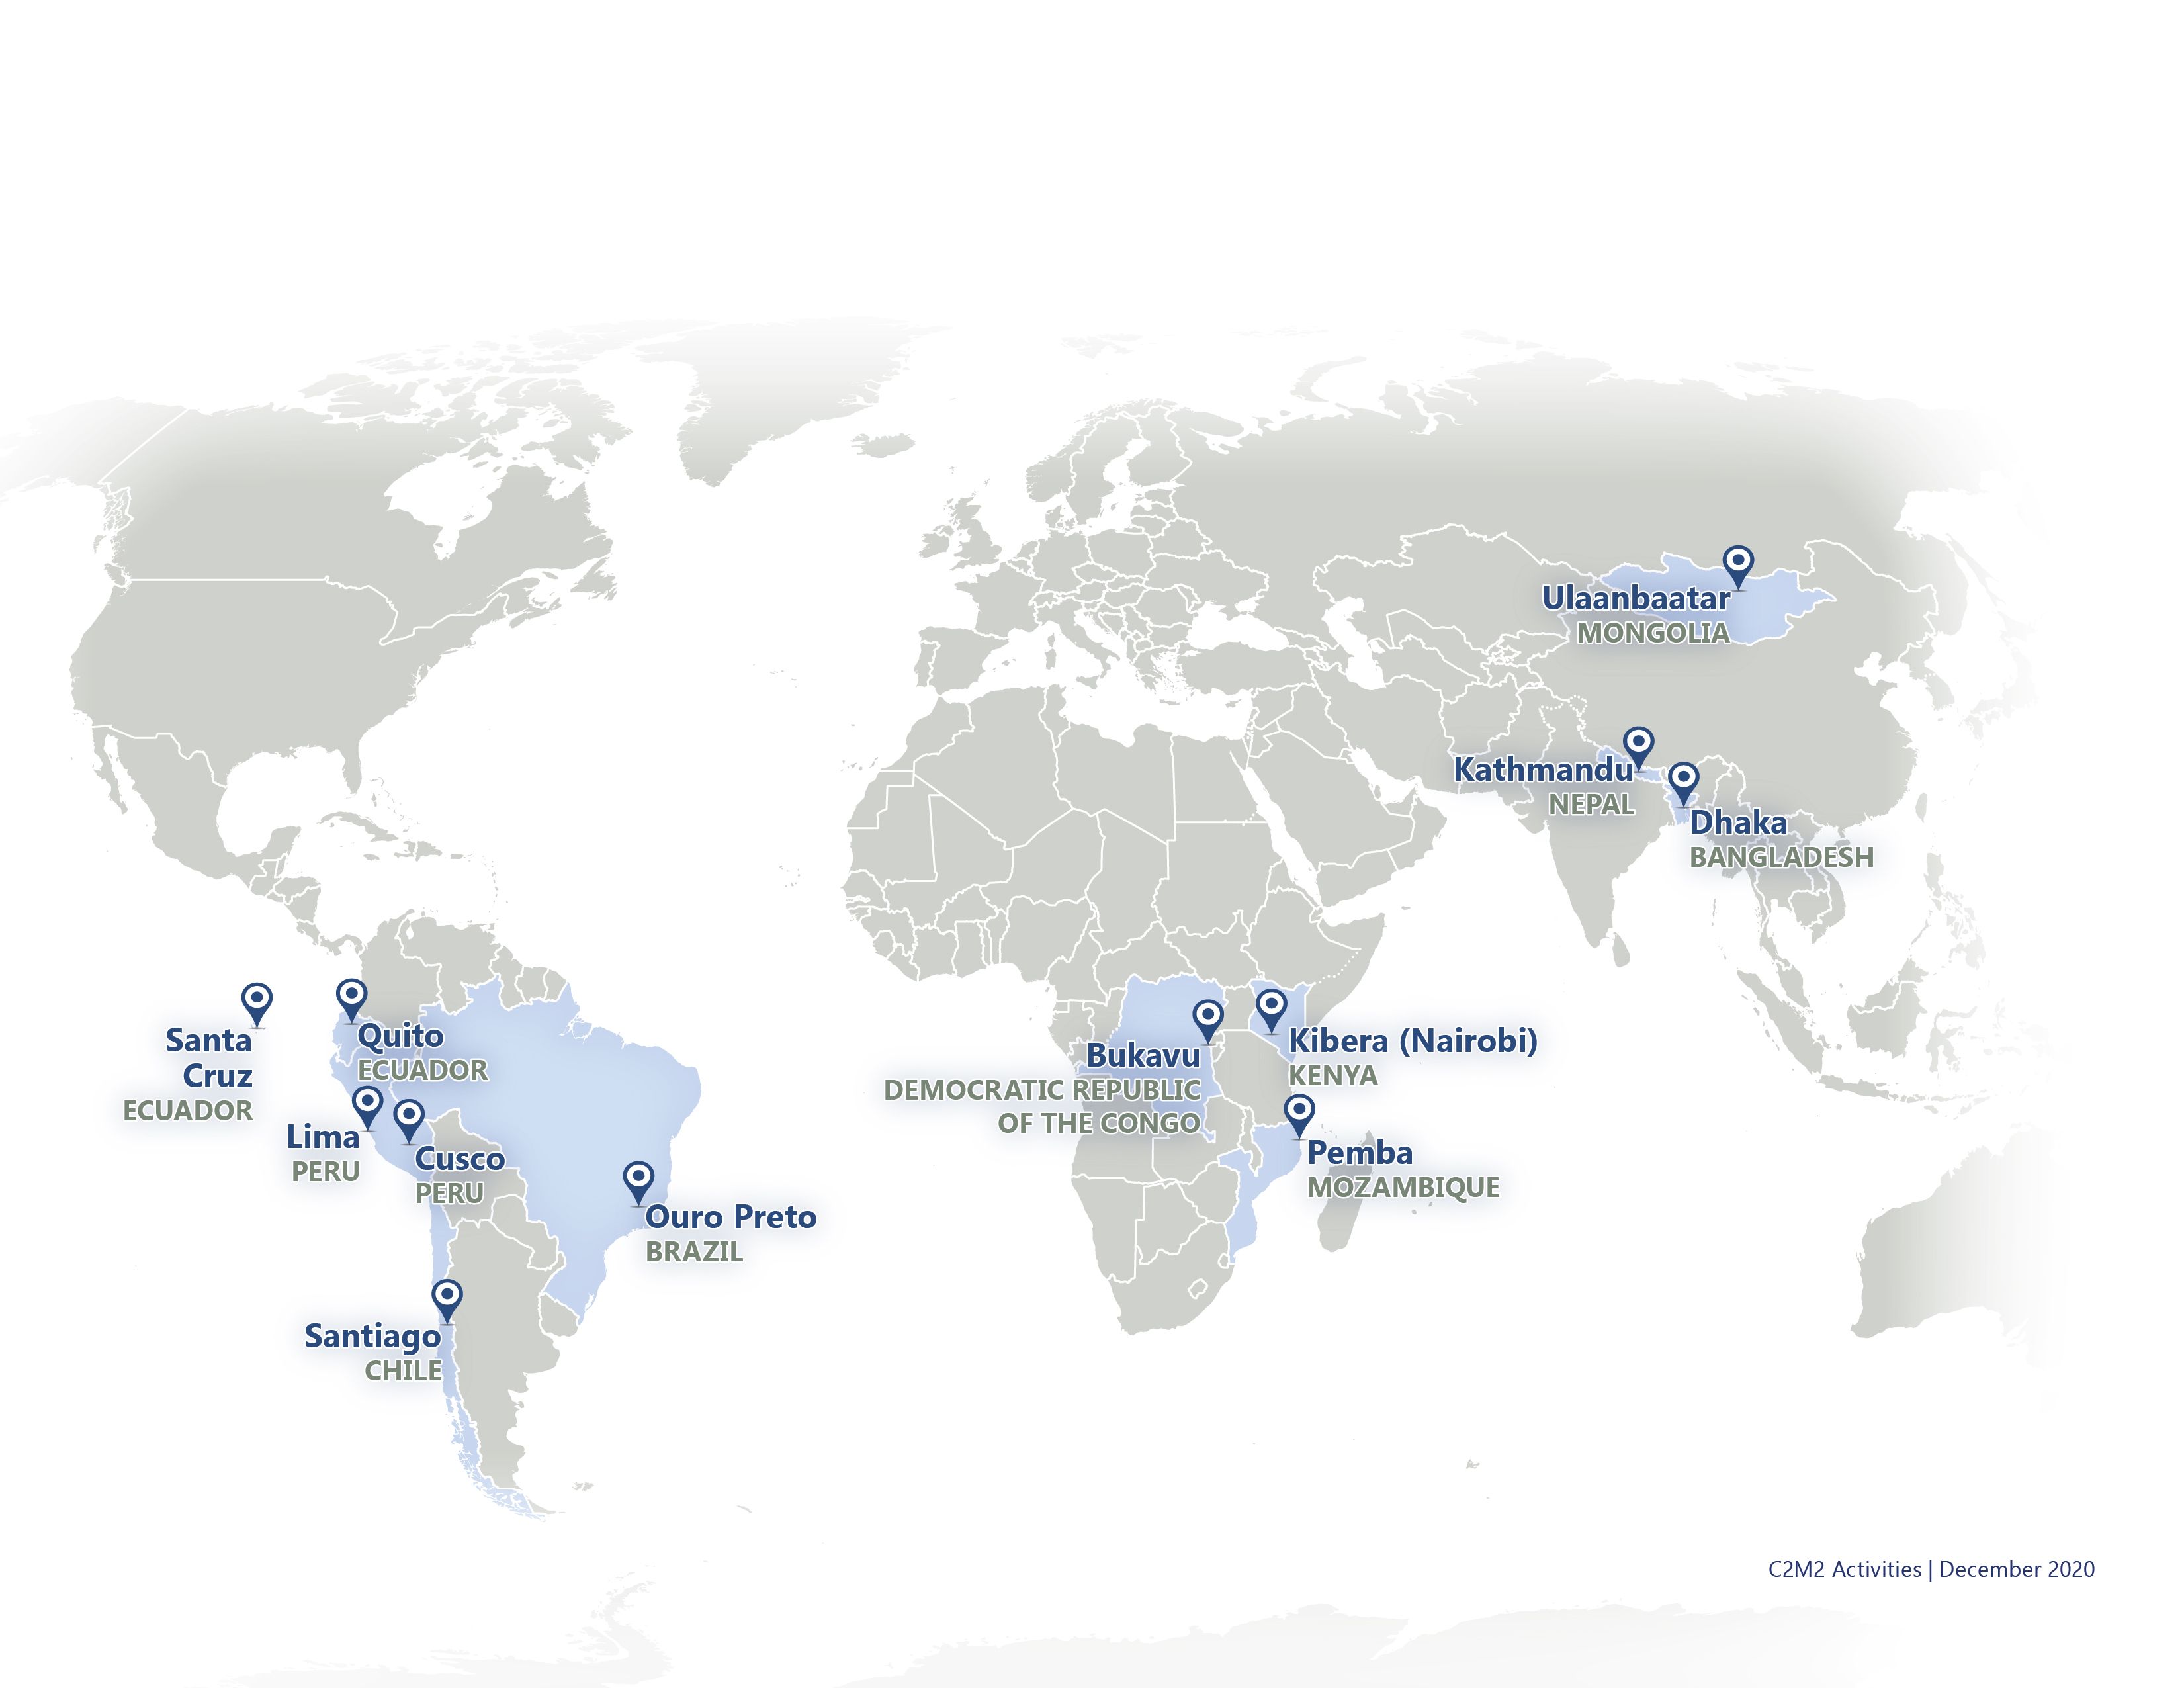 Ulaanbaatar
MONGOLIA
Kathmandu
NEPAL
Dhaka
BANGLADESH
Santa
Cruz
ECUADOR
Quito
ECUADOR
Lima
PERU
Cusco
PERU
Ouro Preto
BRAZIL
Santiago
CHILE
Bukavu
DEMOCRATIC REPUBLIC
OF THE CONGO
Kibera (Nairobi)
KENYA
Pemba
MOZAMBIQUE
C2M2 Activities | December 2020